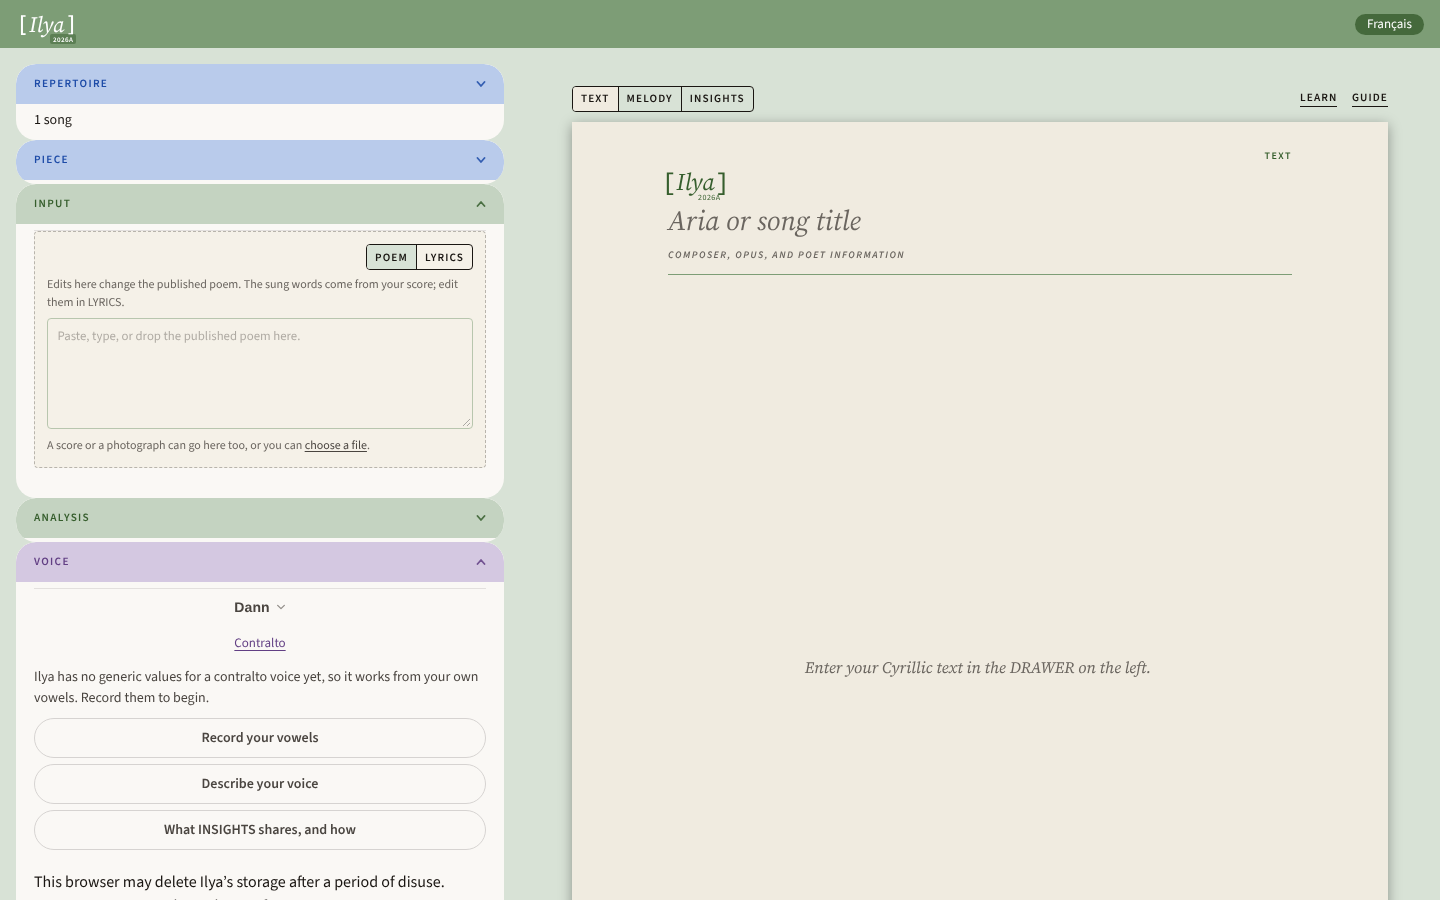 [Ilya]
2026A
Français
REPERTOIRE
1 song
PIECE
INPUT
POEM LYRICS
Edits here change the published poem. The sung words come from your score; edit
them in LYRICS.
Paste, type, or drop the published poem here.
A score or a photograph can go here too, or you can choose a file.
ANALYSIS
VOICE
Dann
Contralto
Ilya has no generic values for a contralto voice yet, so it works from your own
vowels. Record them to begin.
Record your vowels
Describe your voice
What INSIGHTS shares, and how
This browser may delete Ilya’s storage after a period of disuse.
TEXT MELODY INSIGHTS
LEARN GUIDE
TEXT
[Ilya]
2026A
Aria or song title
COMPOSER, OPUS, AND POET INFORMATION
Enter your Cyrillic text in the DRAWER on the left.